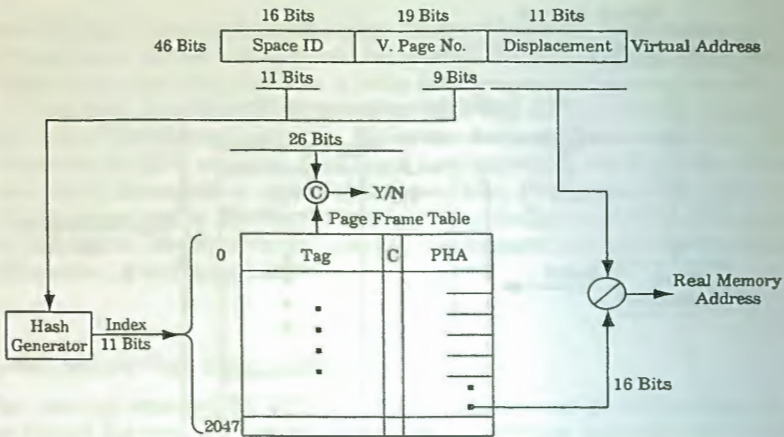 16 Bits 19 Bits 11 Bits
46 Bits Space ID V. Page No. Displacement Virtual Address
11 Bits 9 Bits
26 Bits
C Y/N
Page Frame Table
0 Tag C PHA
Real Memory
Address
Hash
Generator
Index
11 Bits
16 Bits
2047